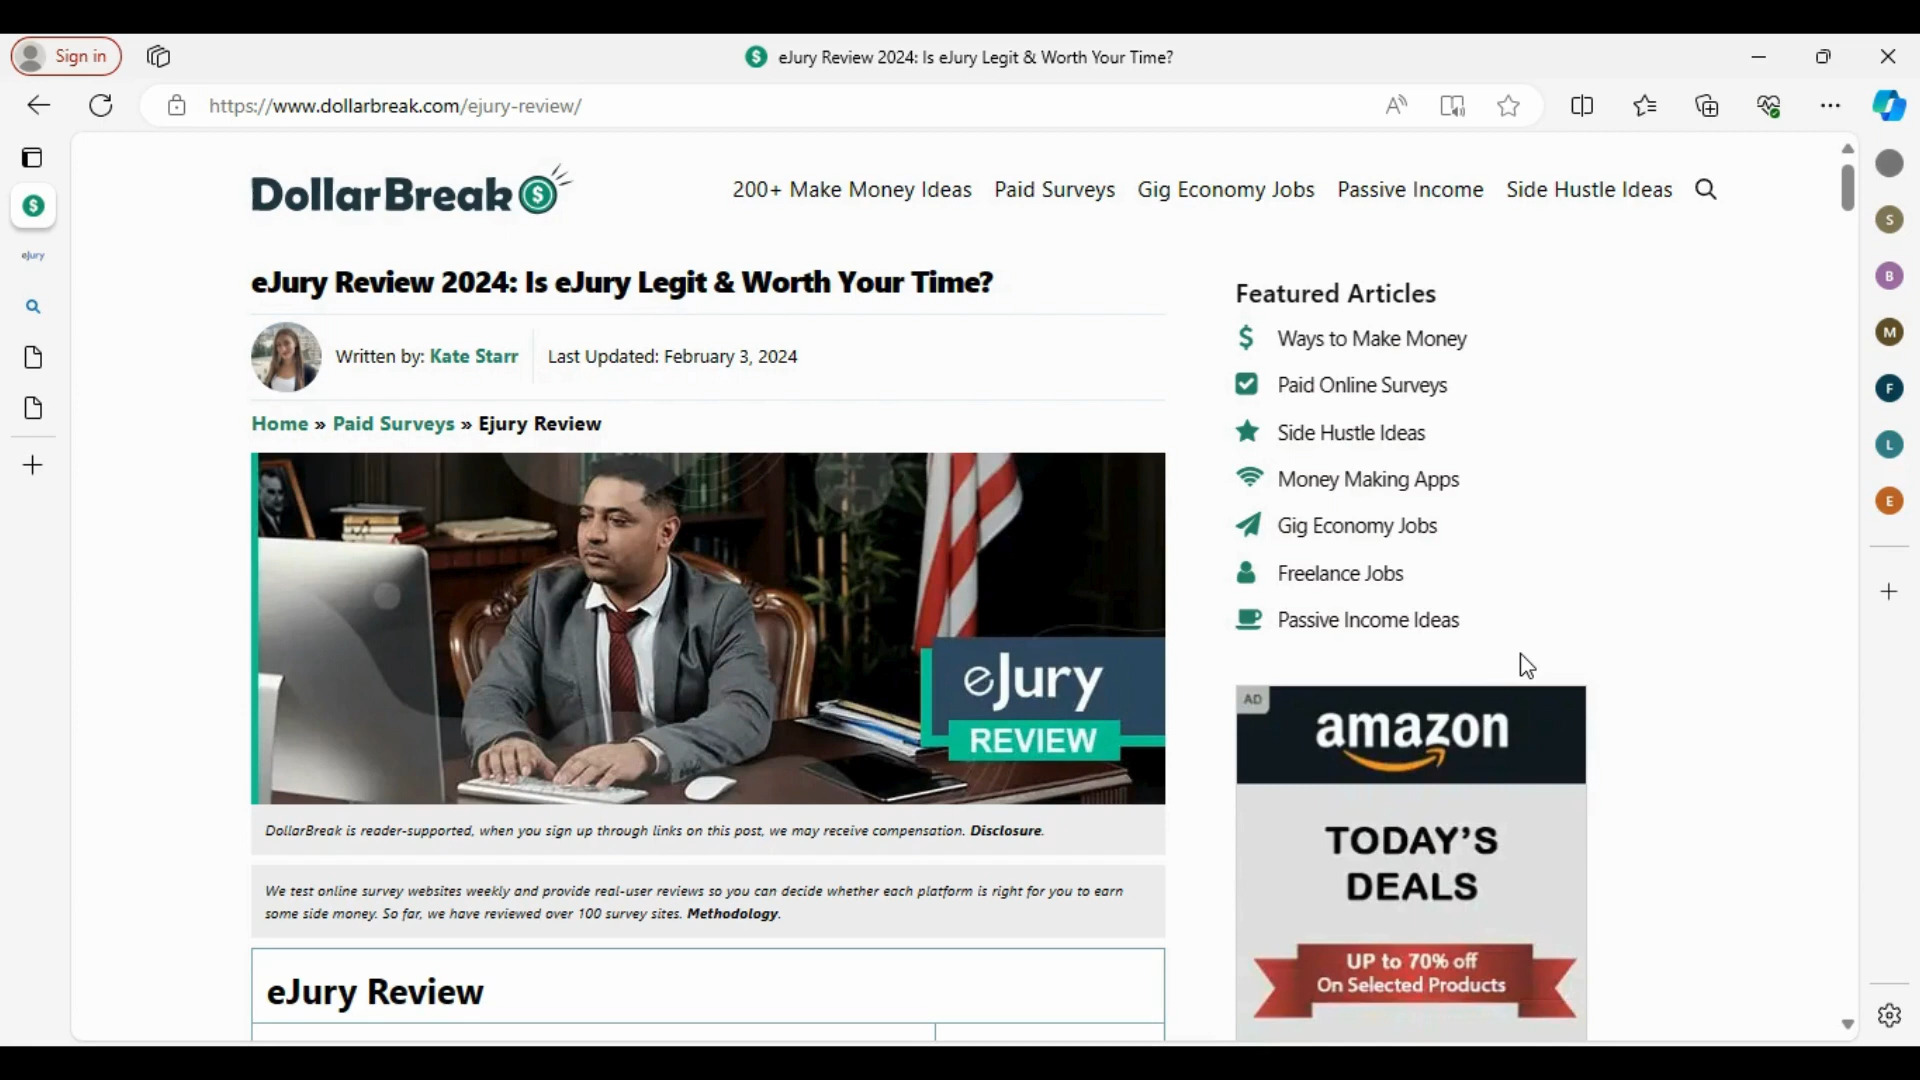 Sign in
eJury Review 2024: Is eJury Legit & Worth Your Time?
https://www.dollarbreak.com/ejury-review/
DollarBreak
200+ Make Money Ideas
Paid Surveys
Gig Economy Jobs
Passive Income
Side Hustle Ideas
eJury
S
B
M
F
L
E
eJury Review 2024: Is eJury Legit & Worth Your Time?
Written by: Kate Starr
Last Updated: February 3, 2024
Home » Paid Surveys » Ejury Review
eJury
REVIEW
DollarBreak is reader-supported, when you sign up through links on this post, we may receive compensation. Disclosure.
We test online survey websites weekly and provide real-user reviews so you can decide whether each platform is right for you to earn
some side money. So far, we have reviewed over 100 survey sites. Methodology.
eJury Review
Featured Articles
Ways to Make Money
Paid Online Surveys
Side Hustle Ideas
Money Making Apps
Gig Economy Jobs
Freelance Jobs
Passive Income Ideas
AD
amazon
TODAY'S
DEALS
UP to 70% off
On Selected Products